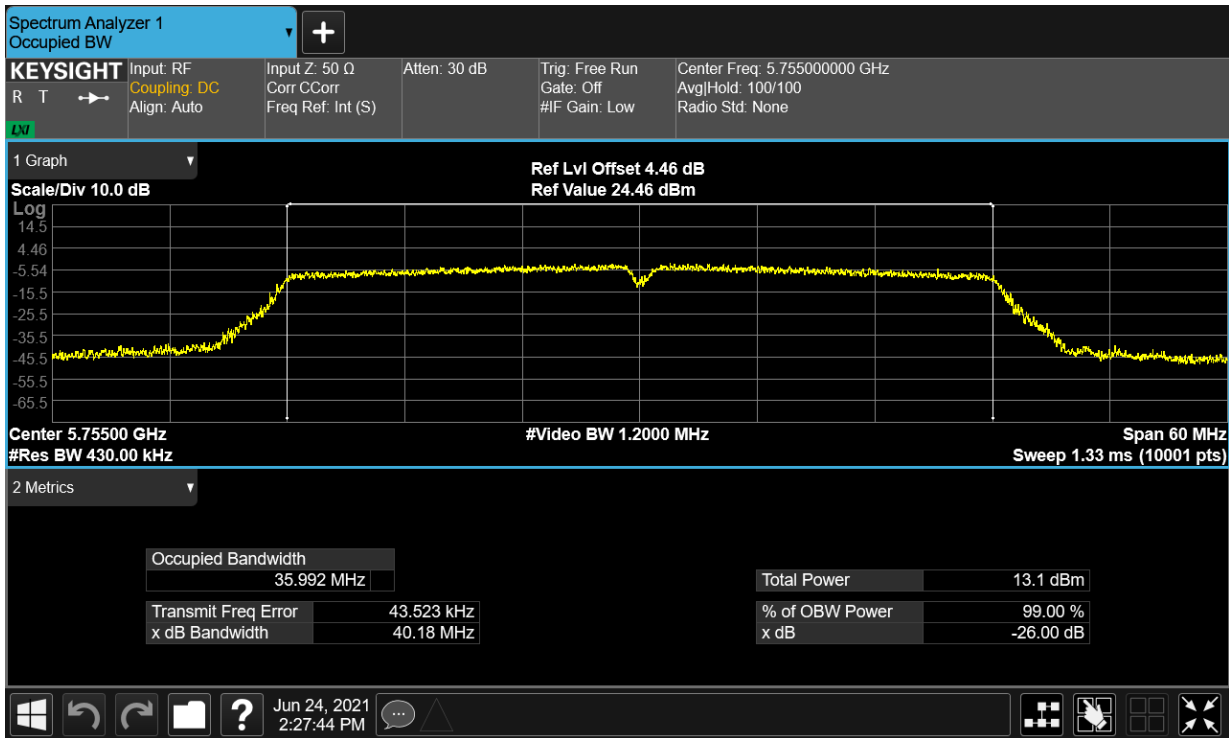 Spectrum Analyzer 1
Occupied BW
KEYSIGHT
R T
LXI
Input: RF
Coupling: DC
Align: Auto
Input Z: 50 Ω
Corr CCorr
Freq Ref: Int (S)
Atten: 30 dB
Trig: Free Run
Gate: Off
#IF Gain: Low
Center Freq: 5.755000000 GHz
Avg|Hold: 100/100
Radio Std: None
1 Graph
Scale/Div 10.0 dB
Ref Lvl Offset 4.46 dB
Ref Value 24.46 dBm
Log
14.5
4.46
-5.54
-15.5
-25.5
-35.5
-45.5
-55.5
-65.5
Center 5.75500 GHz
#Video BW 1.2000 MHz
Span 60 MHz
#Res BW 430.00 kHz
Sweep 1.33 ms (10001 pts)
2 Metrics
Occupied Bandwidth
35.992 MHz
Transmit Freq Error 43.523 kHz
x dB Bandwidth 40.18 MHz
Total Power 13.1 dBm
% of OBW Power 99.00 %
x dB -26.00 dB
?
Jun 24, 2021
2:27:44 PM